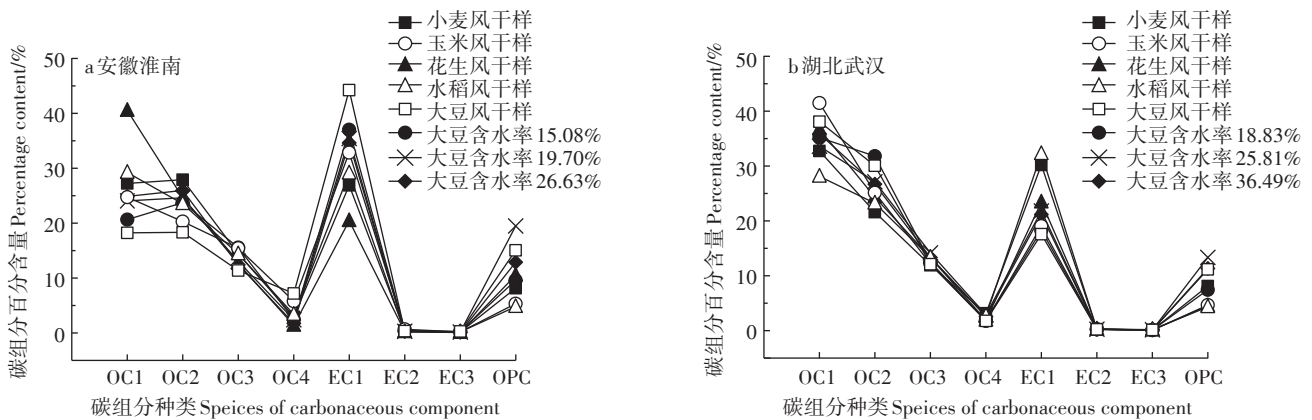 小麦风干样
玉米风干样
花生风干样
水稻风干样
大豆风干样
大豆含水率 15.08%
大豆含水率 19.70%
大豆含水率 26.63%
a 安徽淮南
碳组分百分含量 Percentage content/%
50
40
30
20
10
0
OC1 OC2 OC3 OC4 EC1 EC2 EC3 OPC
碳组分种类 Speices of carbonaceous component
小麦风干样
玉米风干样
花生风干样
水稻风干样
大豆风干样
大豆含水率 18.83%
大豆含水率 25.81%
大豆含水率 36.49%
b 湖北武汉
碳组分百分含量 Percentage content/%
50
40
30
20
10
0
OC1 OC2 OC3 OC4 EC1 EC2 EC3 OPC
碳组分种类 Speices of carbonaceous component